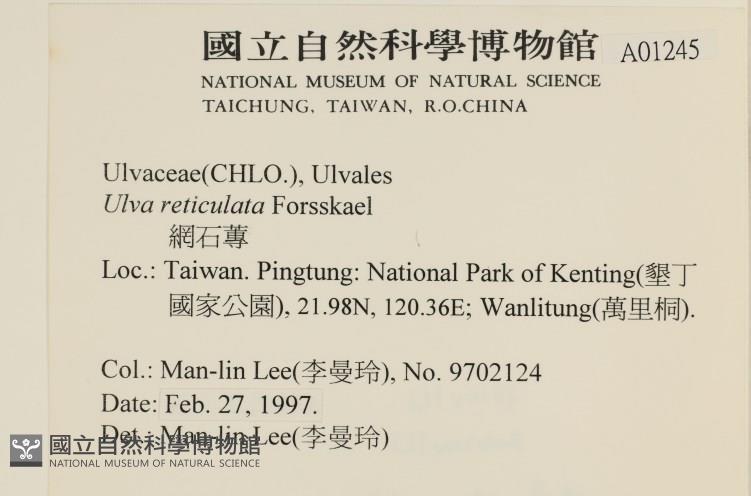 國立自然科學博物館 A01245
NATIONAL MUSEUM OF NATURAL SCIENCE
TAICHUNG, TAIWAN, R.O.CHINA
Ulvaceae(CHLO.), Ulvales
Ulva reticulata Forsskael
網石蓴
Loc.: Taiwan. Pingtung: National Park of Kenting(墾丁
國家公園), 21.98N, 120.36E; Wanlitung(萬里桐).
Col.: Man-lin Lee(李曼玲), No. 9702124
Date: Feb. 27, 1997.
Det.: Man-lin Lee(李曼玲)
國立自然科學博物館
NATIONAL MUSEUM OF NATURAL SCIENCE